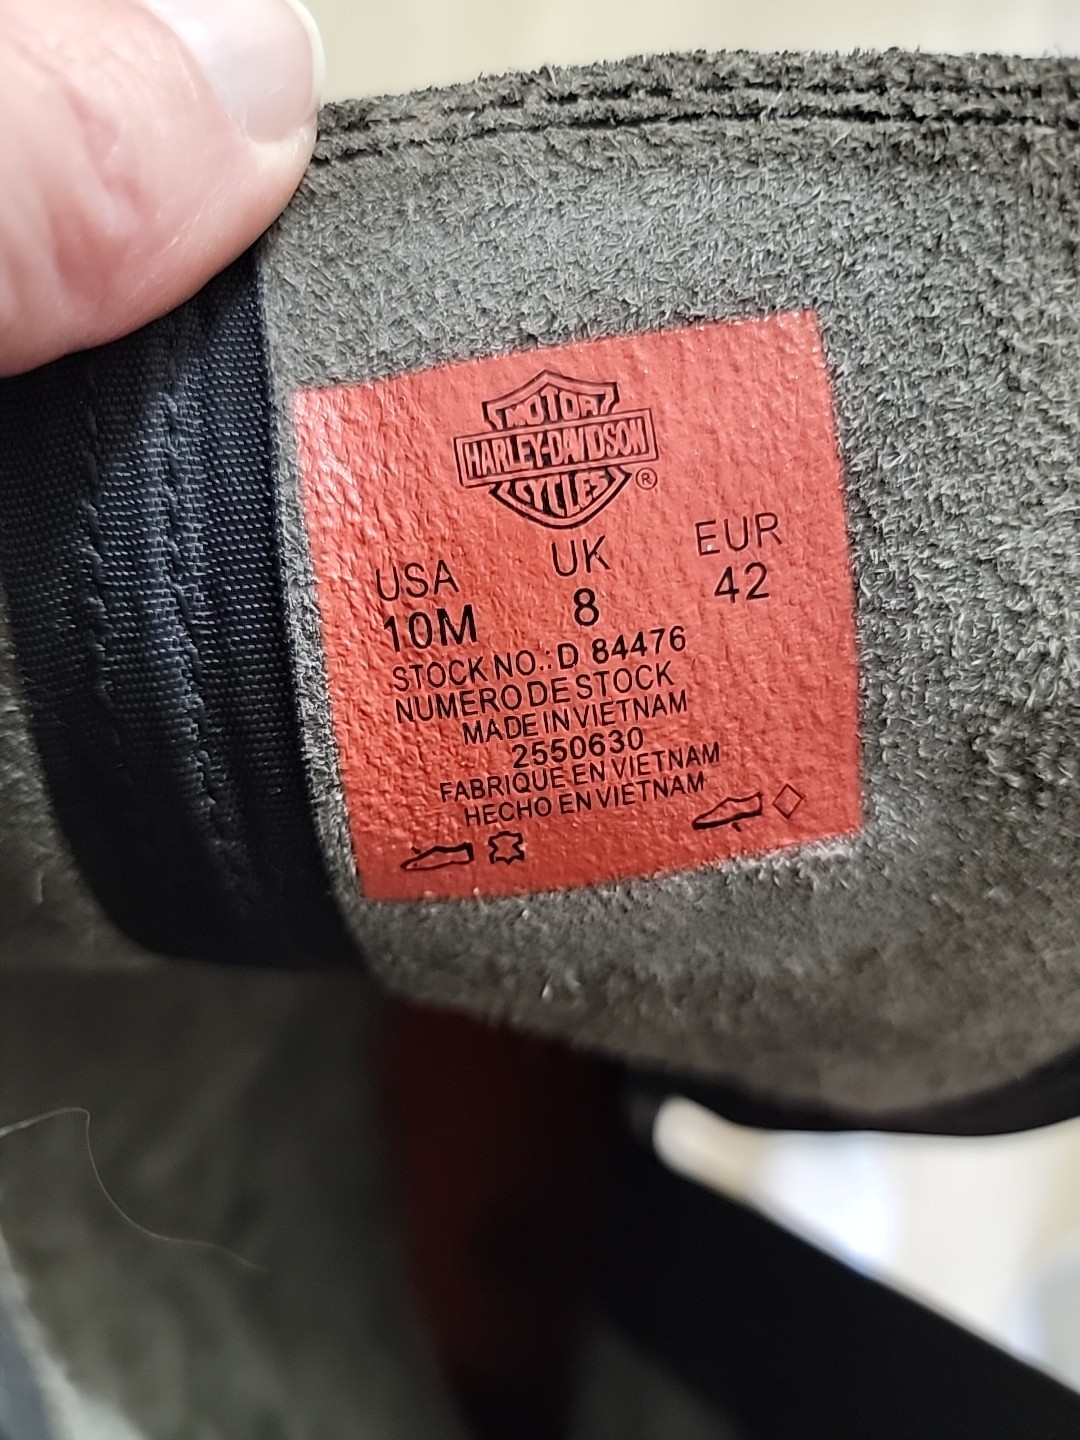 MOTOR
HARLEY-DAVIDSON
CYCLES ®
USA UK EUR
10M 8 42
STOCK NO.: D 84476
NUMERO DE STOCK
MADE IN VIETNAM
2550630
FABRIQUE EN VIETNAM
HECHO EN VIETNAM